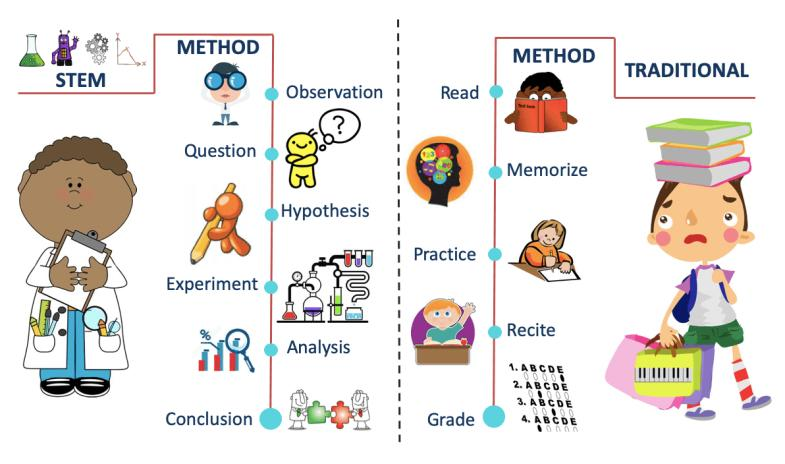 STEM
METHOD
Observation
Question
?
Hypothesis
Experiment
%
Analysis
Conclusion
METHOD
TRADITIONAL
Read
Memorize
Practice
Recite
Grade
1. A B C D E
2. A B C D E
3. A B C D E
4. A B C D E